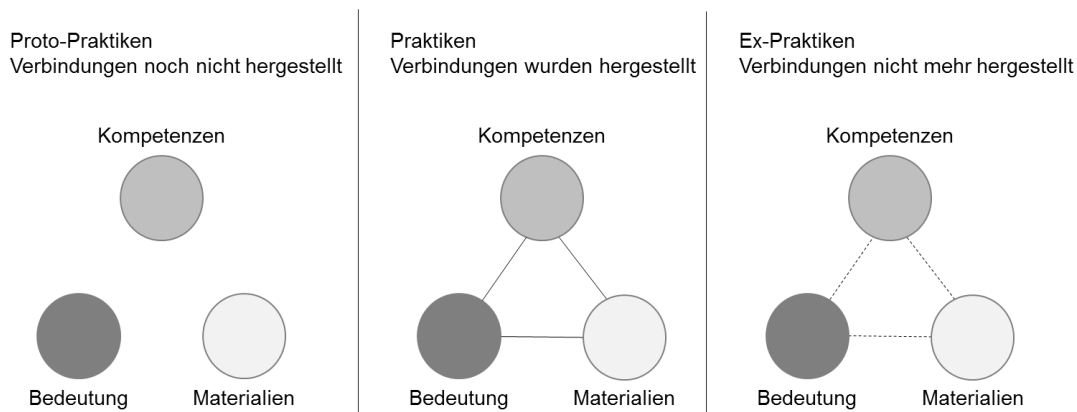 Proto-Praktiken
Verbindungen noch nicht hergestellt
Kompetenzen
Bedeutung
Materialien
Praktiken
Verbindungen wurden hergestellt
Kompetenzen
Bedeutung
Materialien
Ex-Praktiken
Verbindungen nicht mehr hergestellt
Kompetenzen
Bedeutung
Materialien